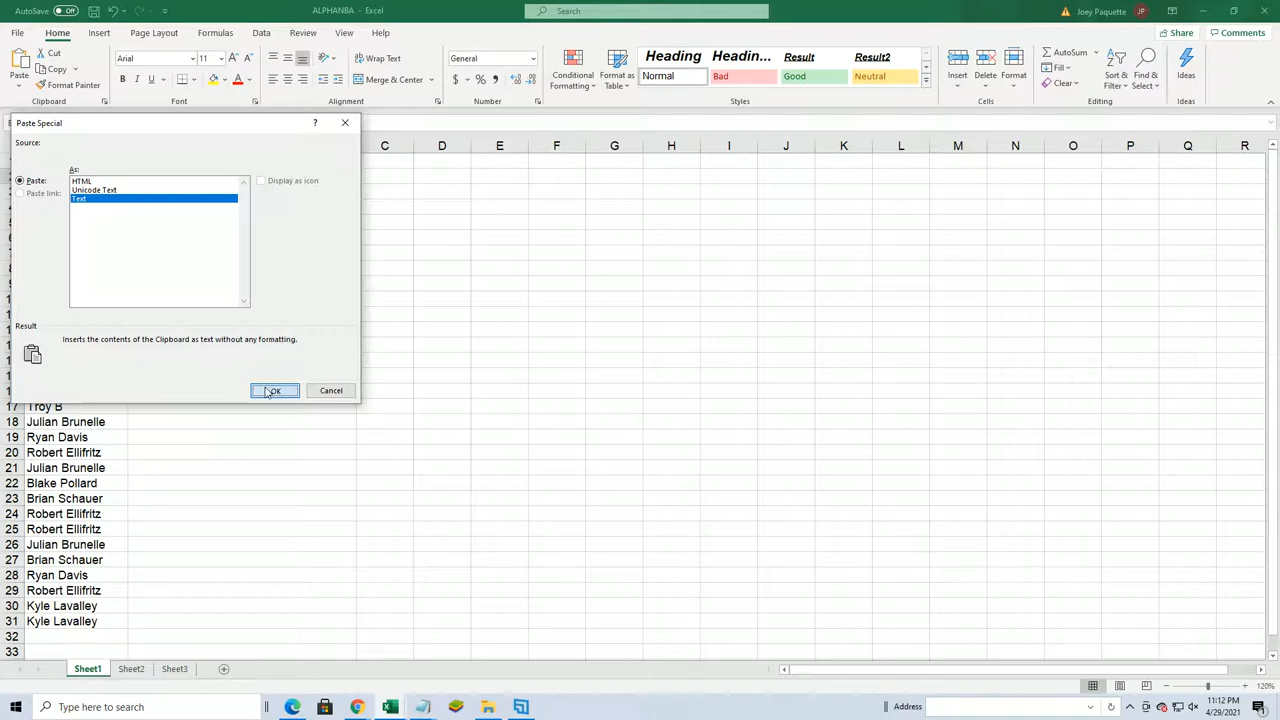 AutoSave Off
ALPHANBA - Excel
Search
Joey Paquette JP
File Home Insert Page Layout Formulas Data Review View Help
Share Comments
Paste
Cut
Copy
Format Painter
Clipboard
Arial 11
B I U
Font
Wrap Text
Merge & Center
Alignment
General
$ % ,
Number
Conditional Formatting
Format as Table
Heading Headin... Result Result2
Normal Bad Good Neutral
Styles
Insert Delete Format
Cells
AutoSum
Fill
Clear
Sort & Filter
Find & Select
Editing
Ideas
Ideas
Paste Special ?
Source:
As:
Paste:
Paste link:
HTML
Unicode Text
Text
Display as icon
Result
Inserts the contents of the Clipboard as text without any formatting.
OK Cancel
C D E F G H I J K L M N O P Q R
17 Troy B
18 Julian Brunelle
19 Ryan Davis
20 Robert Ellifritz
21 Julian Brunelle
22 Blake Pollard
23 Brian Schauer
24 Robert Ellifritz
25 Robert Ellifritz
26 Julian Brunelle
27 Brian Schauer
28 Ryan Davis
29 Robert Ellifritz
30 Kyle Lavalley
31 Kyle Lavalley
32
33
Sheet1 Sheet2 Sheet3
120%
Type here to search
Address
11:12 PM
4/29/2021